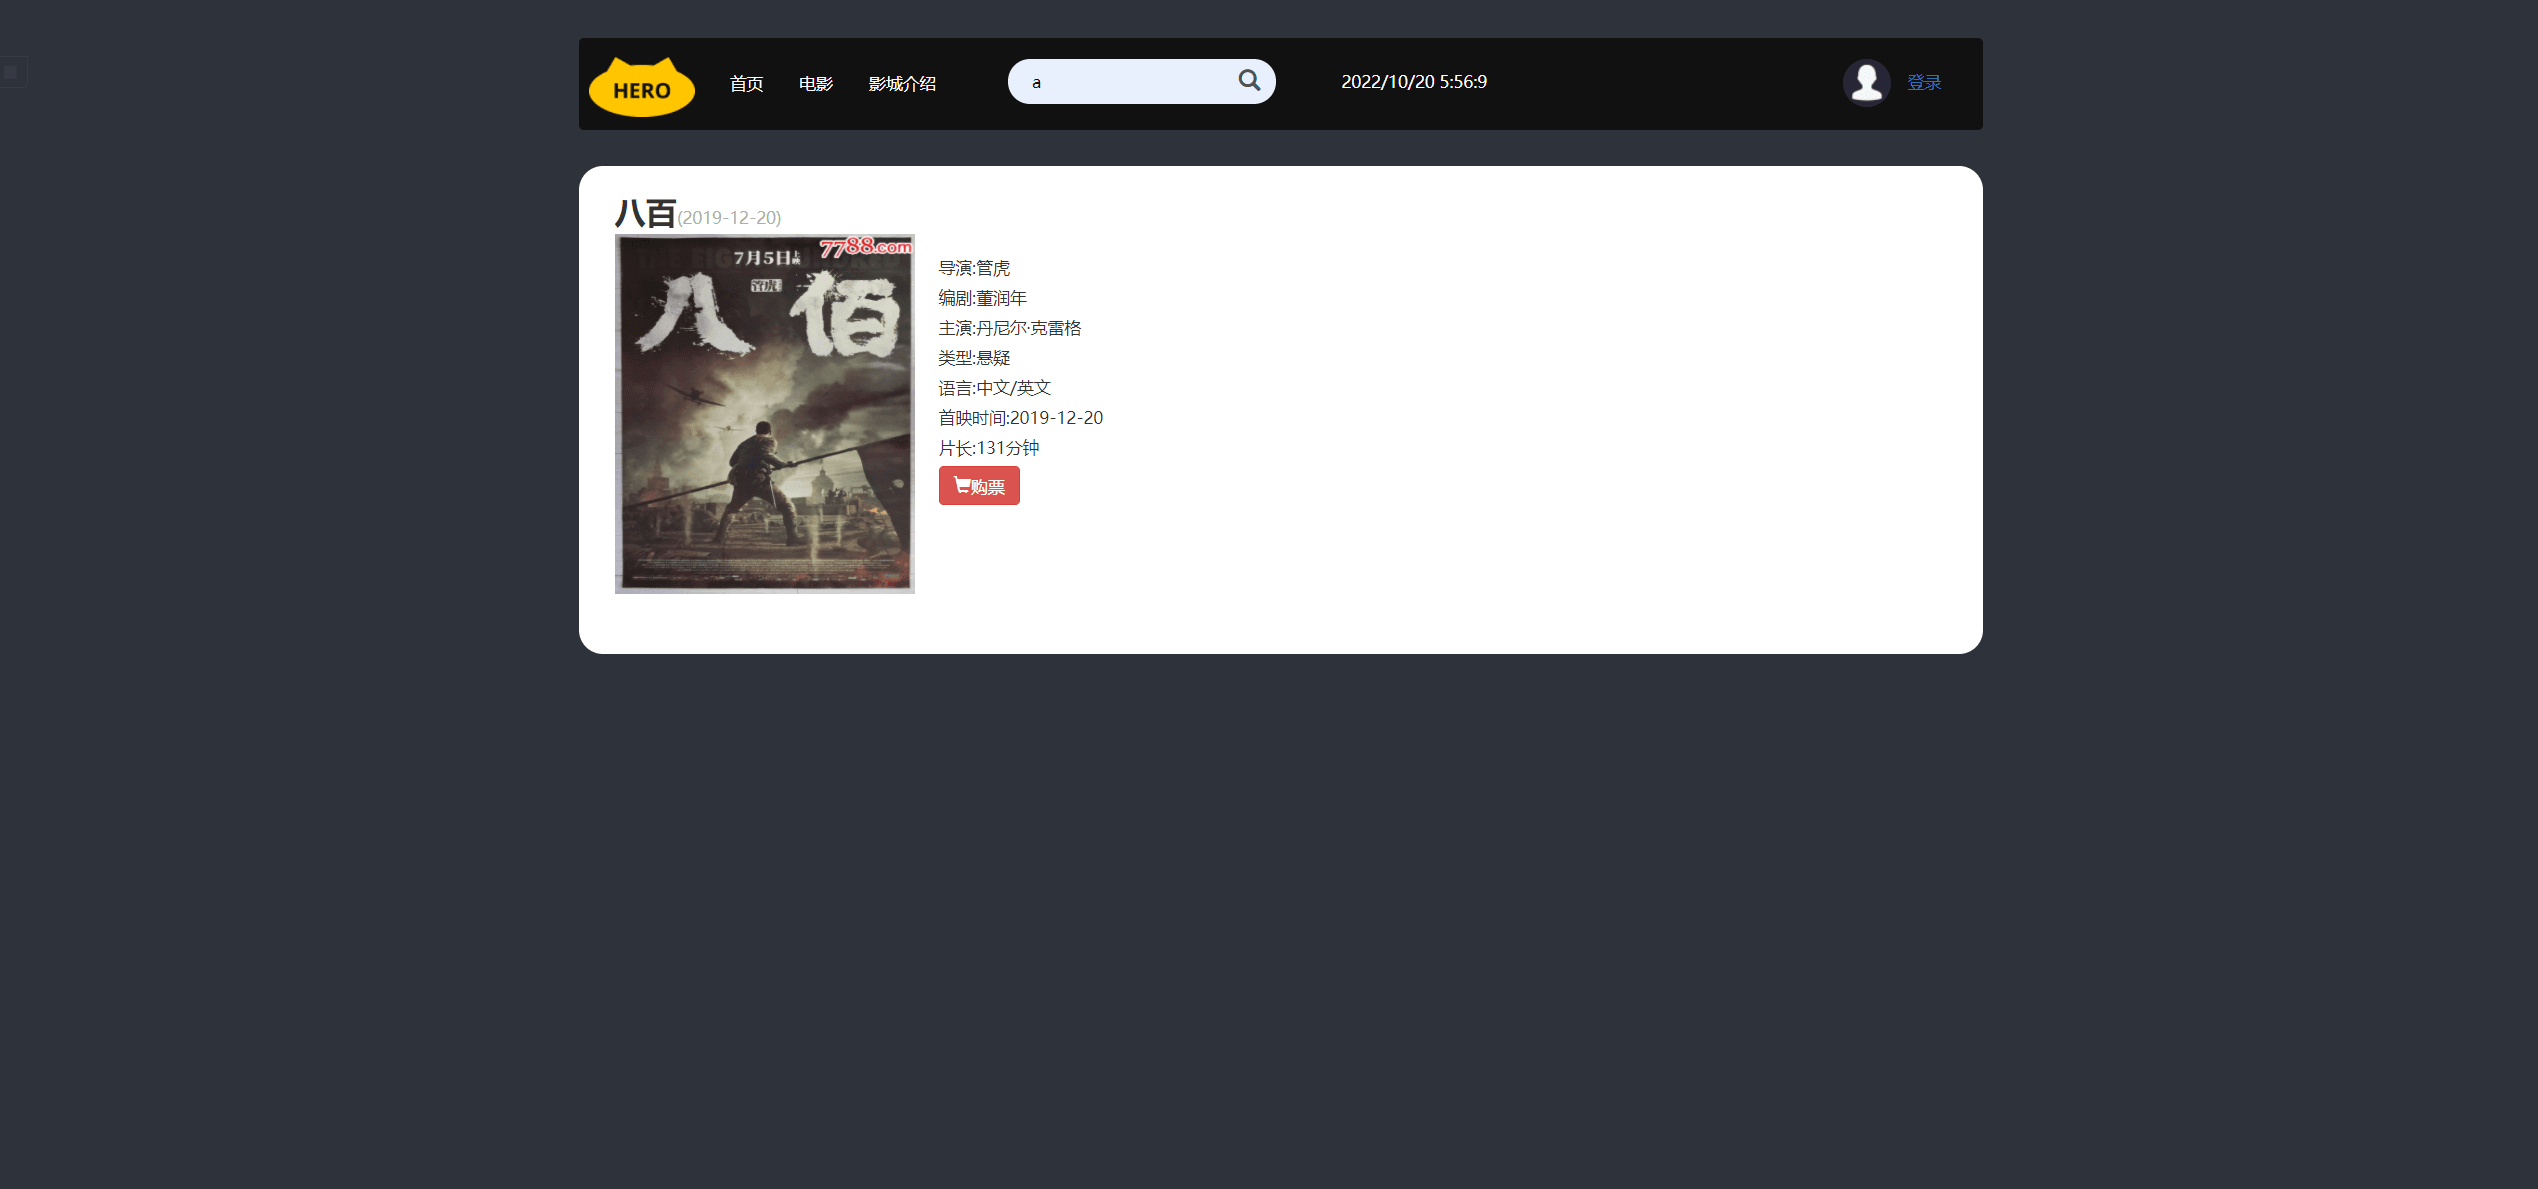 HERO
首页
电影
影城介绍
a
2022/10/20 5:56:9
登录
八百(2019-12-20)
7788.com
7月5日上映
管虎
八佰
导演:管虎
编剧:董润年
主演:丹尼尔·克雷格
类型:悬疑
语言:中文/英文
首映时间:2019-12-20
片长:131分钟
购票